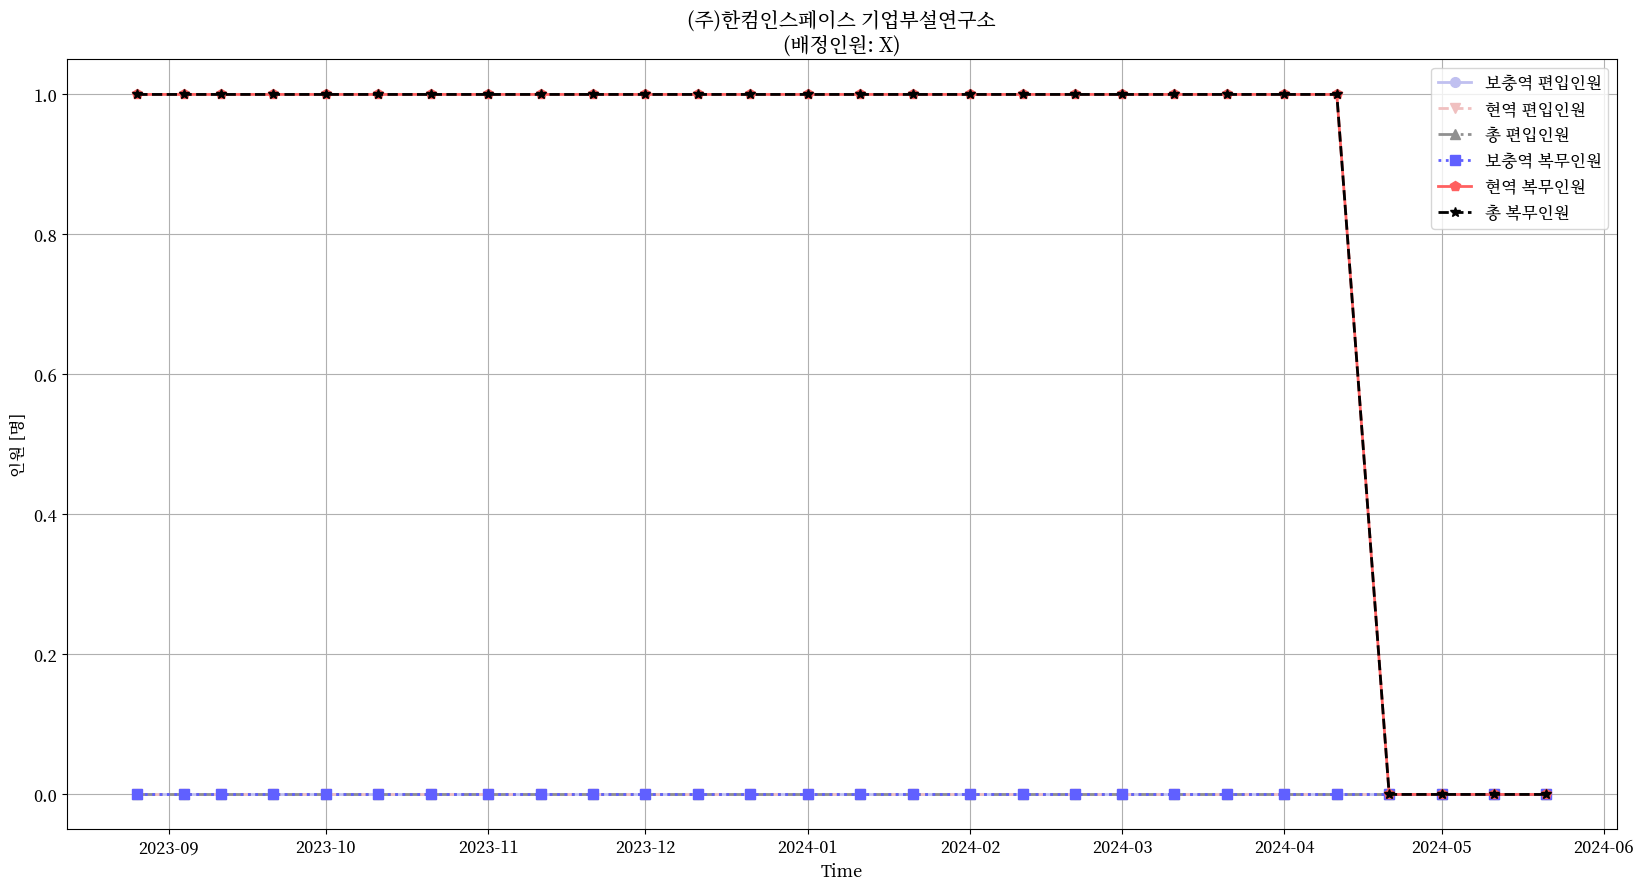 (주)한컴인스페이스 기업부설연구소
(배정인원: X)
보충역 편입인원
현역 편입인원
총 편입인원
보충역 복무인원
현역 복무인원
총 복무인원
인원 [명]
1.0
0.8
0.6
0.4
0.2
0.0
2023-09 2023-10 2023-11 2023-12 2024-01 2024-02 2024-03 2024-04 2024-05 2024-06
Time